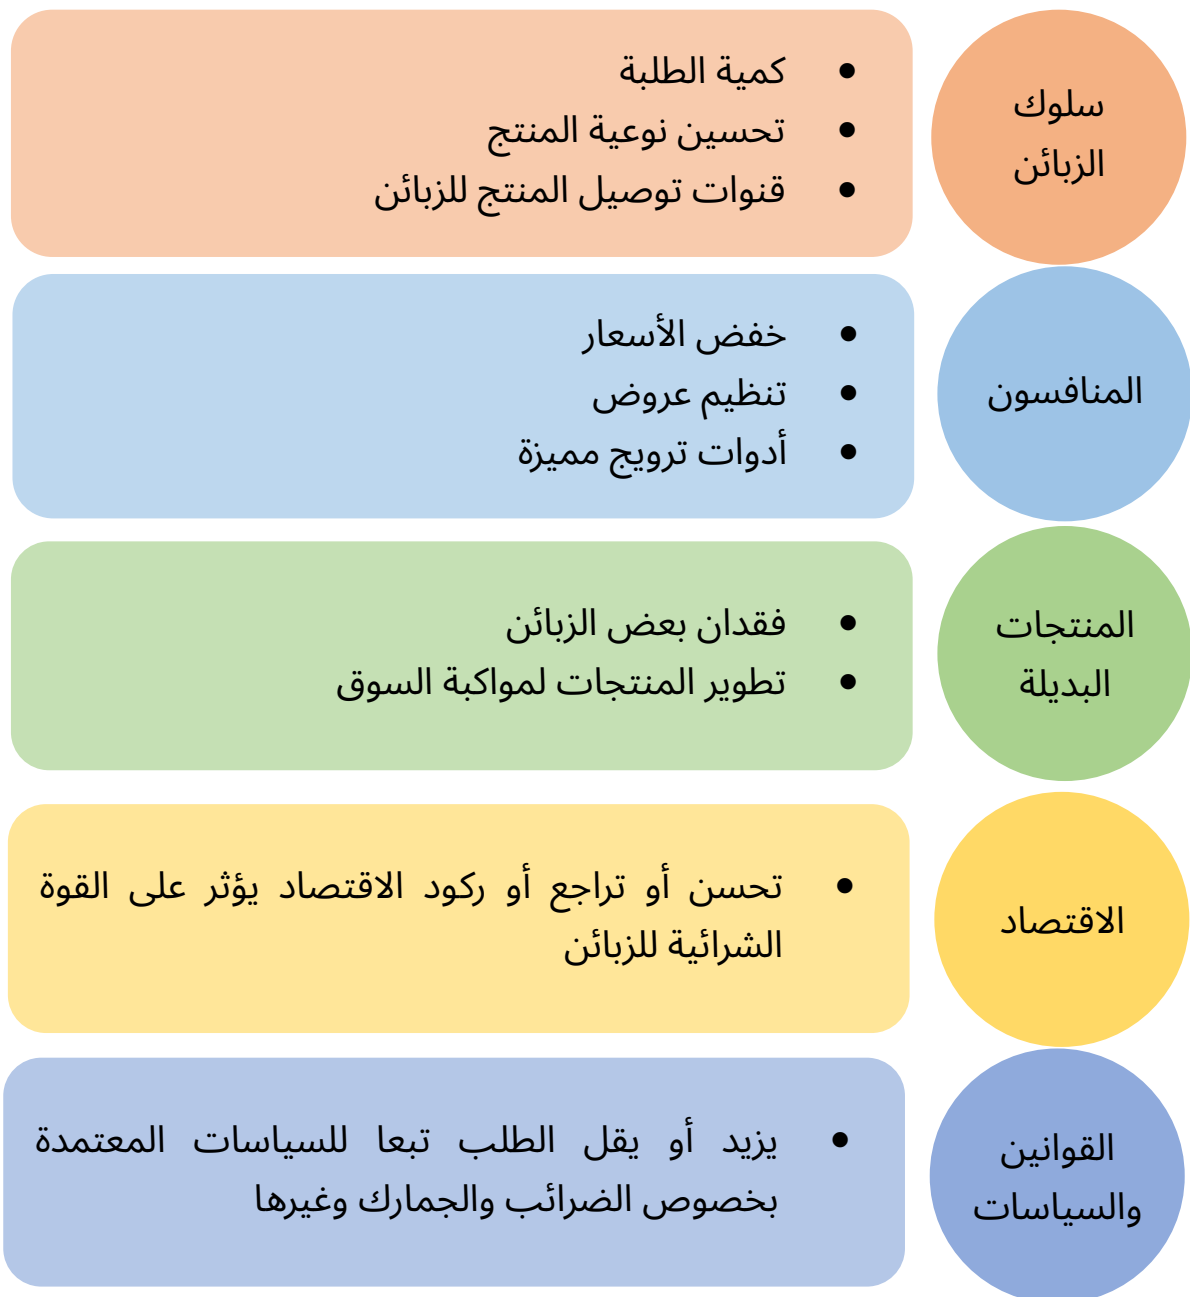 سلوك
الزبائن
كمية الطلبة
تحسين نوعية المنتج
قنوات توصيل المنتج للزبائن
المنافسون
خفض الأسعار
تنظيم عروض
أدوات ترويج مميزة
المنتجات
البديلة
فقدان بعض الزبائن
تطوير المنتجات لمواكبة السوق
الاقتصاد
تحسن أو تراجع أو ركود الاقتصاد يؤثر على القوة
الشرائية للزبائن
القوانين
والسياسات
يزيد أو يقل الطلب تبعا للسياسات المعتمدة
بخصوص الضرائب والجمارك وغيرها